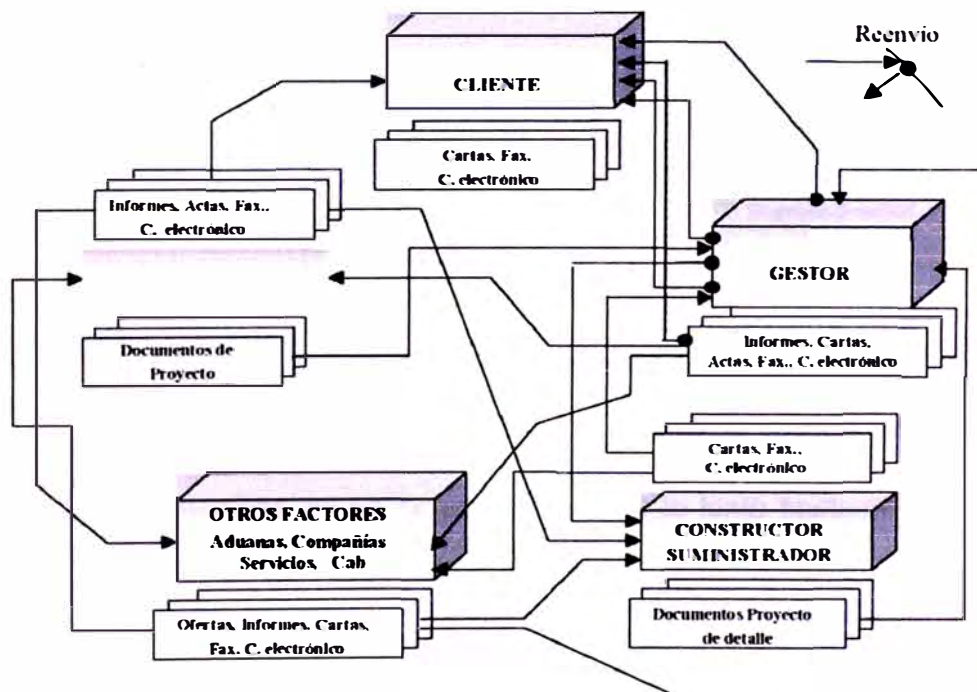 Reenvío
CLIENTE
Cartas, Fax,
C. electrónico
Informes, Actas, Fax.,
C. electrónico
GESTOR
Informes, Cartas,
Actas, Fax., C. electrónico
Documentos de
Proyecto
Cartas, Fax.,
C. electrónico
OTROS FACTORES
Aduanas, Compañías
Servicios, Cab
CONSTRUCTOR
SUMINISTRADOR
Ofertas, Informes, Cartas,
Fax, C. electrónico
Documentos Proyecto
de detalle